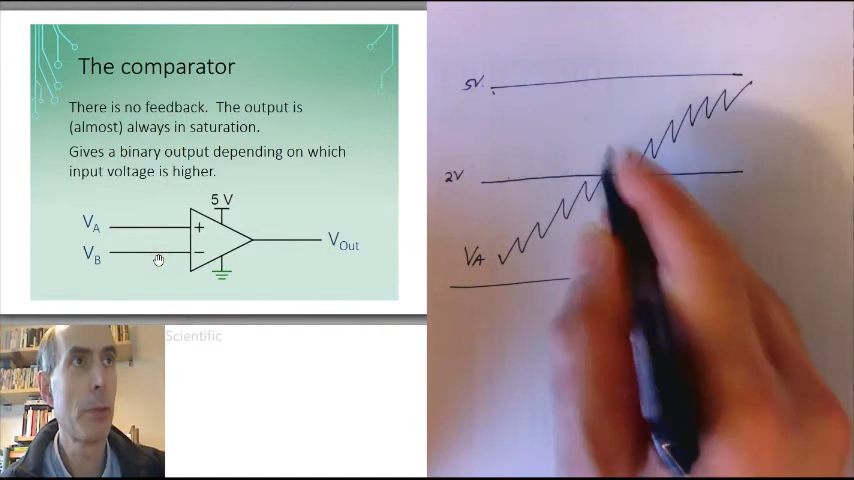 The comparator
There is no feedback. The output is
(almost) always in saturation.
Gives a binary output depending on which
input voltage is higher.
5 V
VA
+
VB
−
VOut
Scientific
5V.
2V
VA